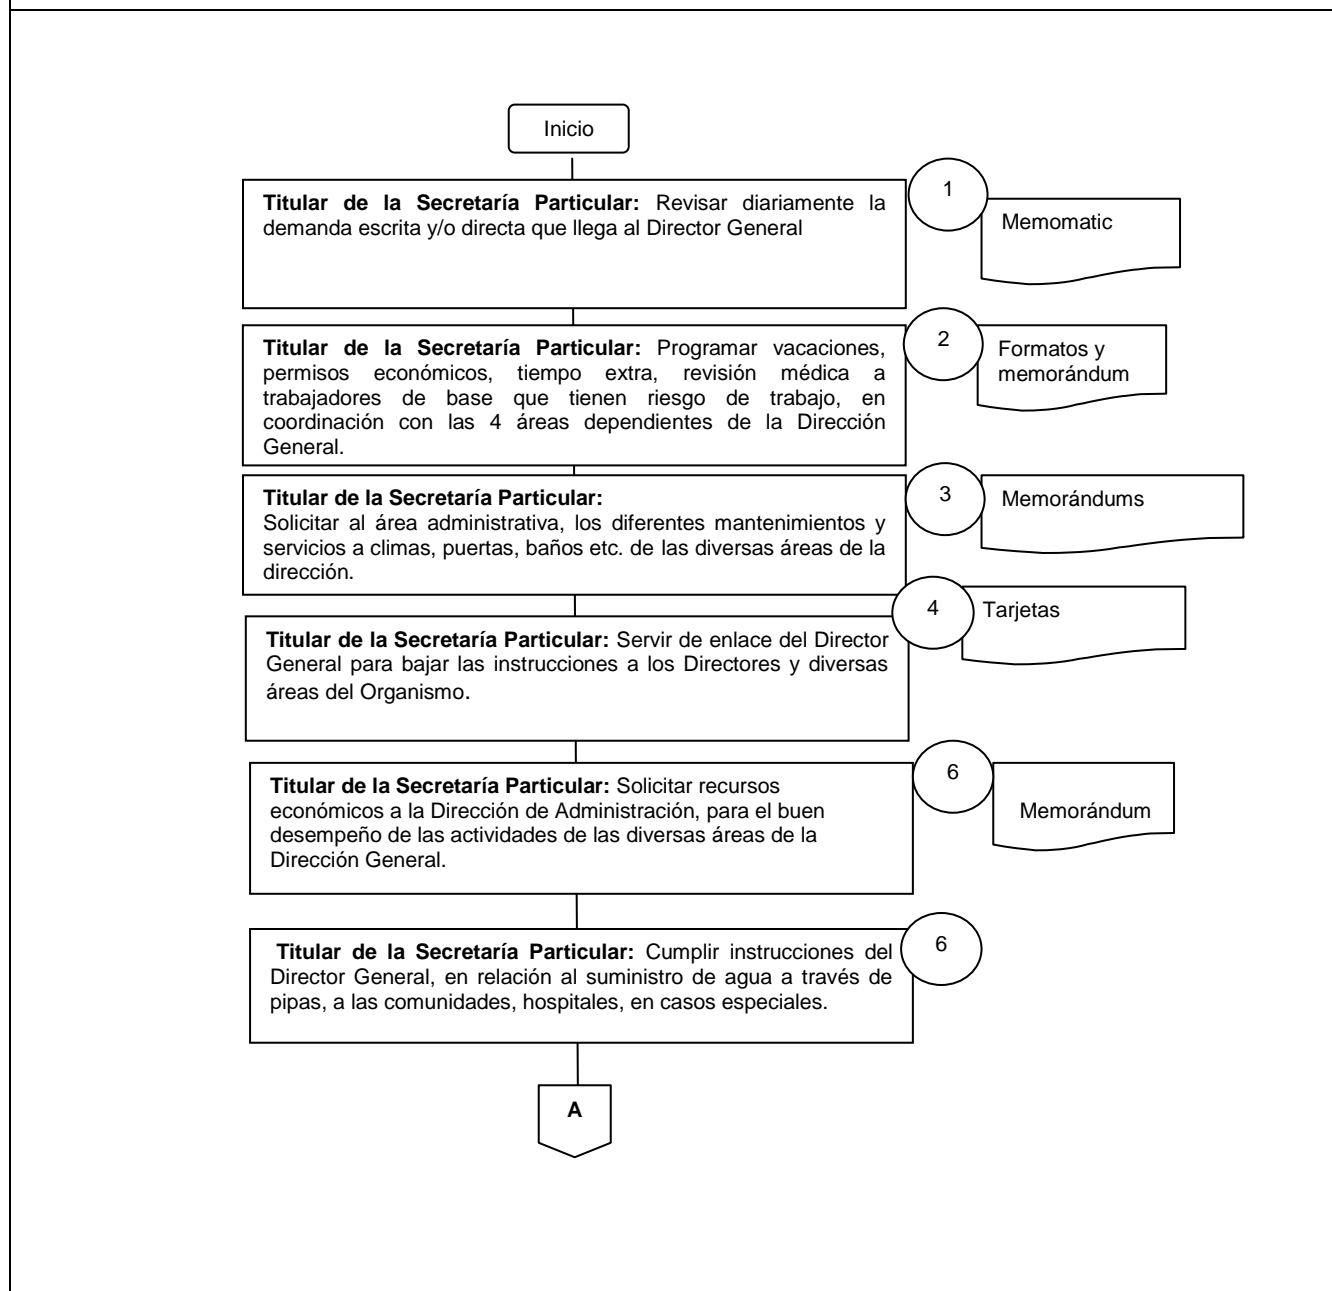 Inicio
Titular de la Secretaría Particular: Revisar diariamente la
demanda escrita y/o directa que llega al Director General
1
Memomatic
Titular de la Secretaría Particular: Programar vacaciones,
permisos económicos, tiempo extra, revisión médica a
trabajadores de base que tienen riesgo de trabajo, en
coordinación con las 4 áreas dependientes de la Dirección
General.
2
Formatos y
memorándum
Titular de la Secretaría Particular:
Solicitar al área administrativa, los diferentes mantenimientos y
servicios a climas, puertas, baños etc. de las diversas áreas de la
dirección.
3
Memorándums
Titular de la Secretaría Particular: Servir de enlace del Director
General para bajar las instrucciones a los Directores y diversas
áreas del Organismo.
4
Tarjetas
Titular de la Secretaría Particular: Solicitar recursos
económicos a la Dirección de Administración, para el buen
desempeño de las actividades de las diversas áreas de la
Dirección General.
6
Memorándum
Titular de la Secretaría Particular: Cumplir instrucciones del
Director General, en relación al suministro de agua a través de
pipas, a las comunidades, hospitales, en casos especiales.
6
A